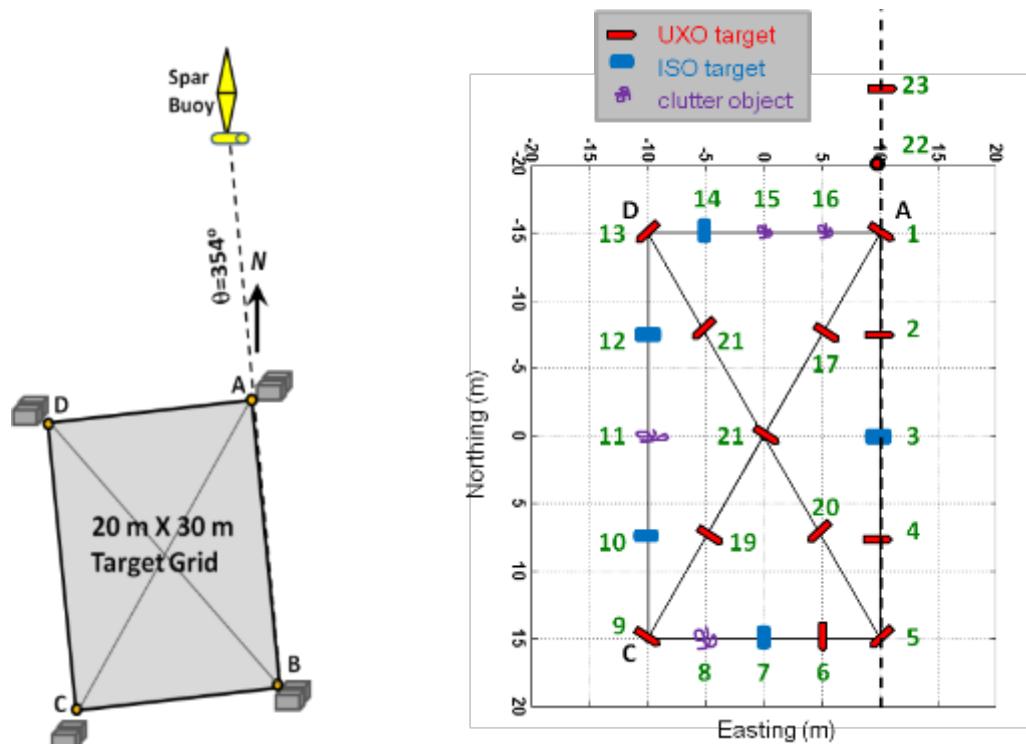 Spar
Buoy
θ=354°
N
A
D
20 m X 30 m
Target Grid
B
C
UXO target
ISO target
clutter object
23
22
-20 -15 -10 -5 0 5 10 15 20
-20
-15
-10
-5
0
5
10
15
20
Northing (m)
D
14
15
16
A
13
1
12
21
17
2
11
21
3
10
19
20
4
9
C
8
7
6
5
Easting (m)